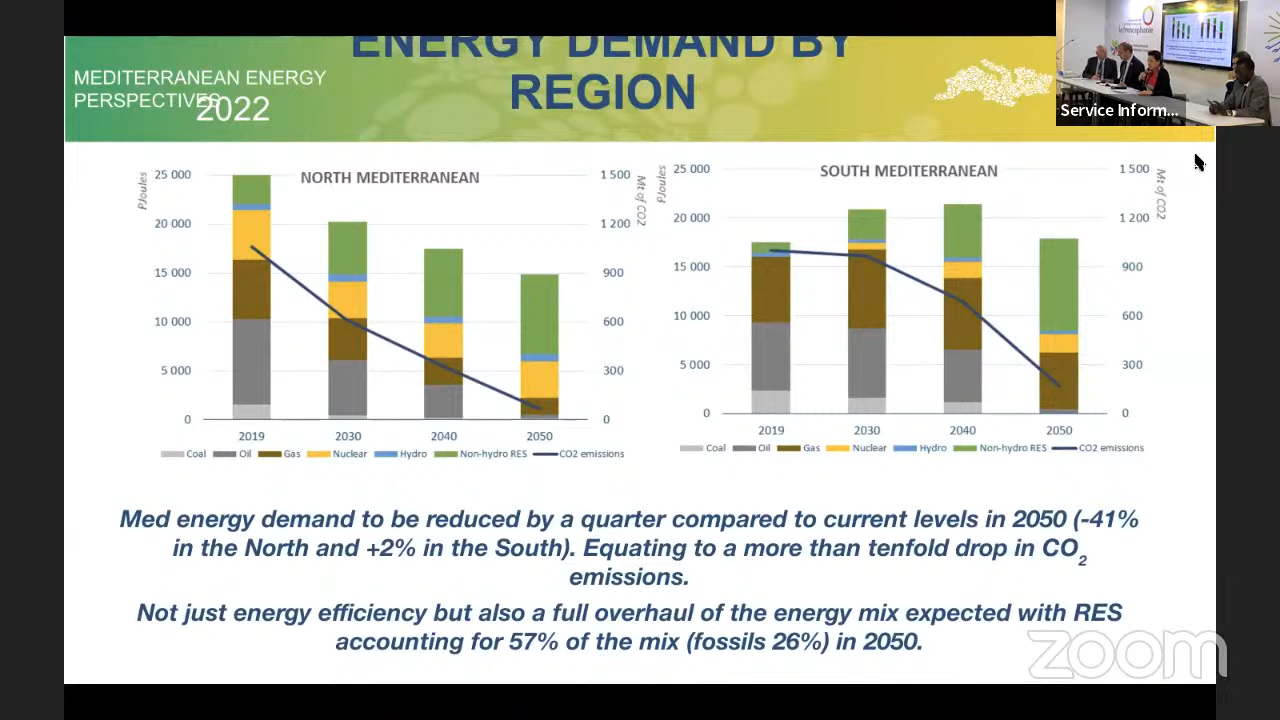 ENERGY DEMAND BY
REGION
MEDITERRANEAN ENERGY
PERSPECTIVES
2022
Service Inform...
la francophonie
NORTH MEDITERRANEAN
PJoules
Mt of CO2
25 000
20 000
15 000
10 000
5 000
0
1 500
1 200
900
600
300
0
2019
2030
2040
2050
Coal
Oil
Gas
Nuclear
Hydro
Non-hydro RES
CO2 emissions
SOUTH MEDITERRANEAN
PJoules
Mt of CO2
25 000
20 000
15 000
10 000
5 000
0
1 500
1 200
900
600
300
0
2019
2030
2040
2050
Coal
Oil
Gas
Nuclear
Hydro
Non-hydro RES
CO2 emissions
Med energy demand to be reduced by a quarter compared to current levels in 2050 (-41%
in the North and +2% in the South). Equating to a more than tenfold drop in CO2
emissions.
Not just energy efficiency but also a full overhaul of the energy mix expected with RES
accounting for 57% of the mix (fossils 26%) in 2050.
zoom